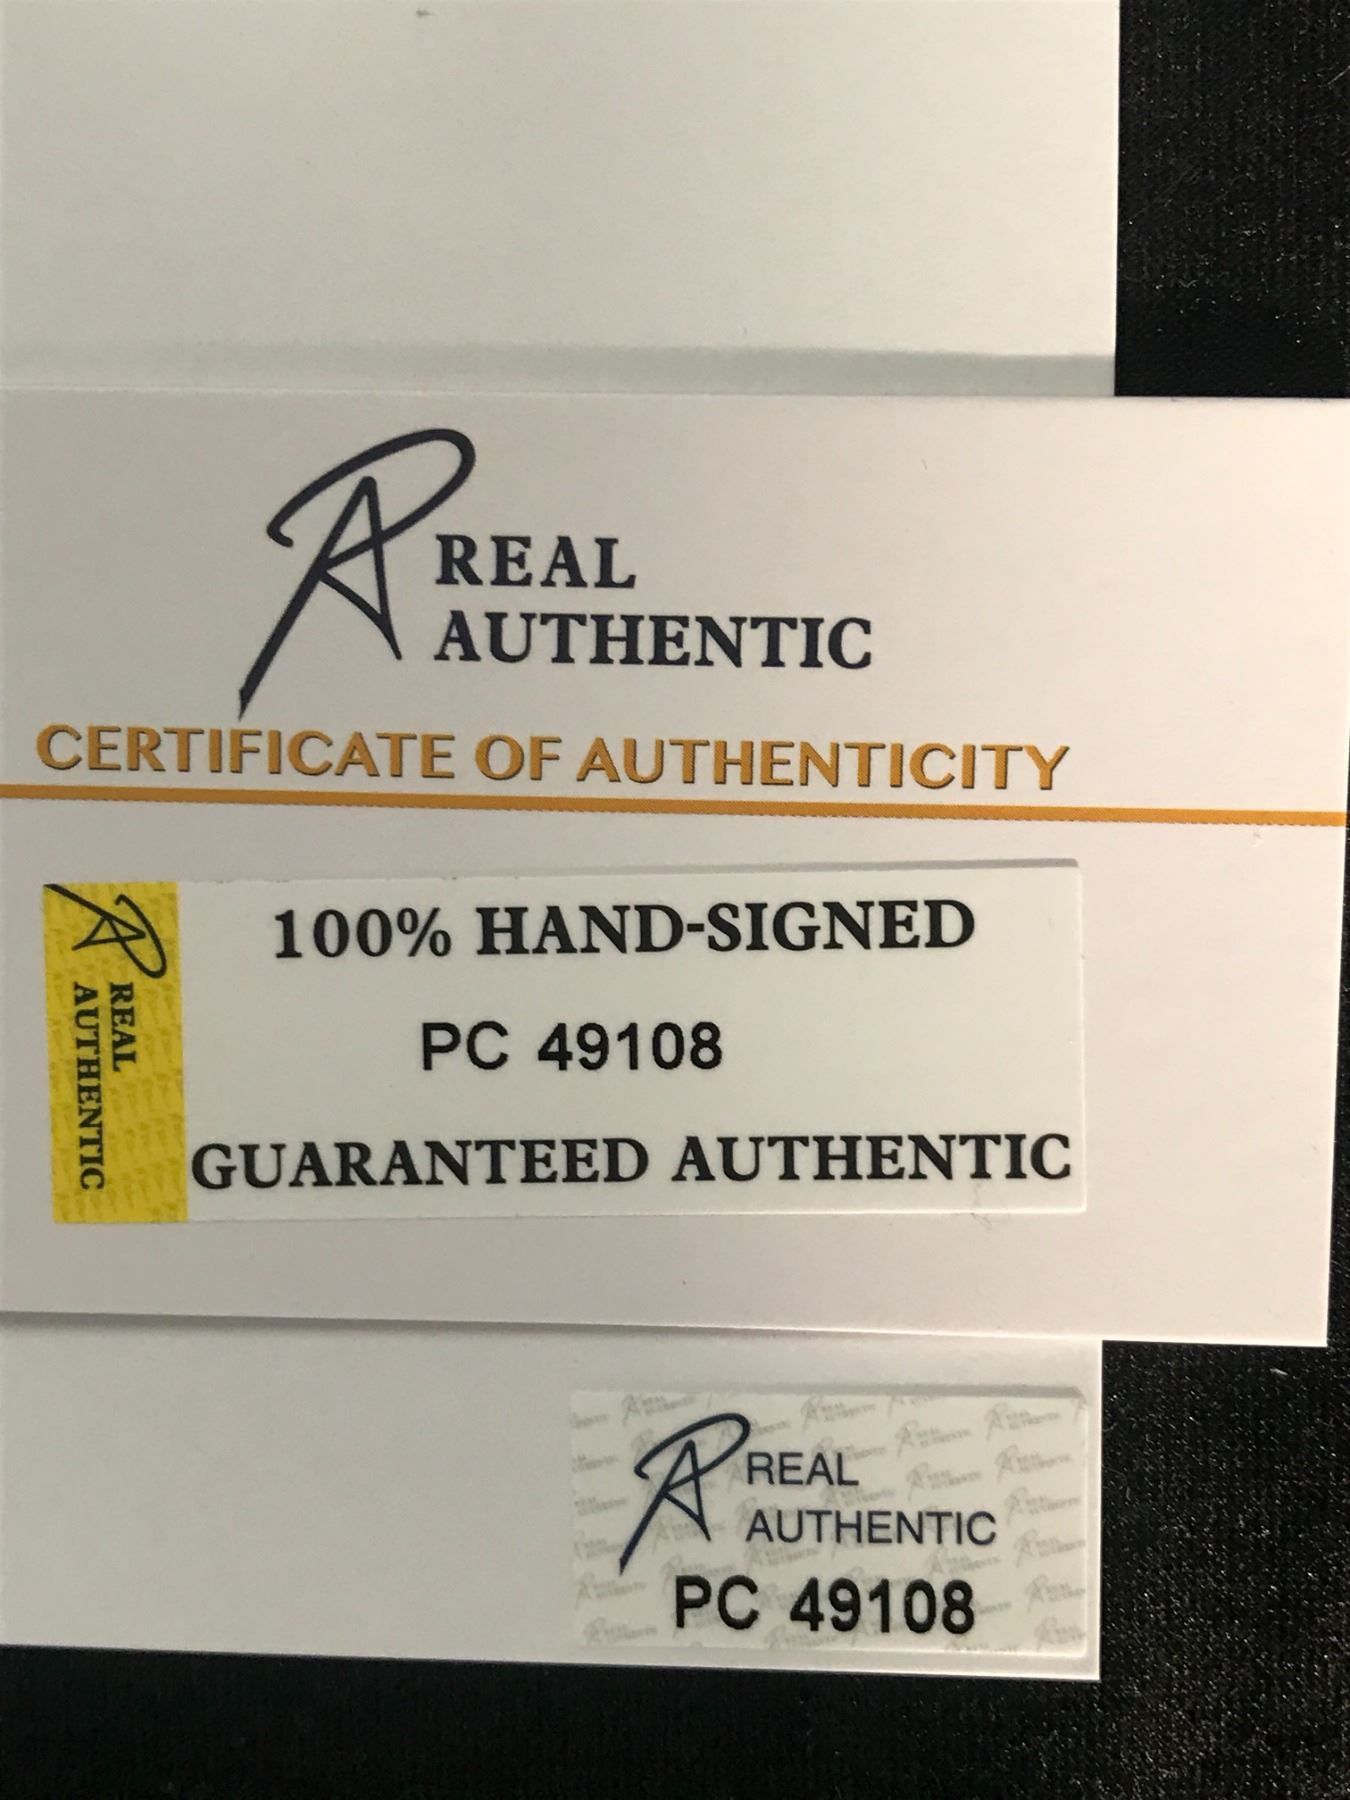 REAL
AUTHENTIC
CERTIFICATE OF AUTHENTICITY
REAL
AUTHENTIC
100% HAND-SIGNED
PC 49108
GUARANTEED AUTHENTIC
REAL
AUTHENTIC
PC 49108